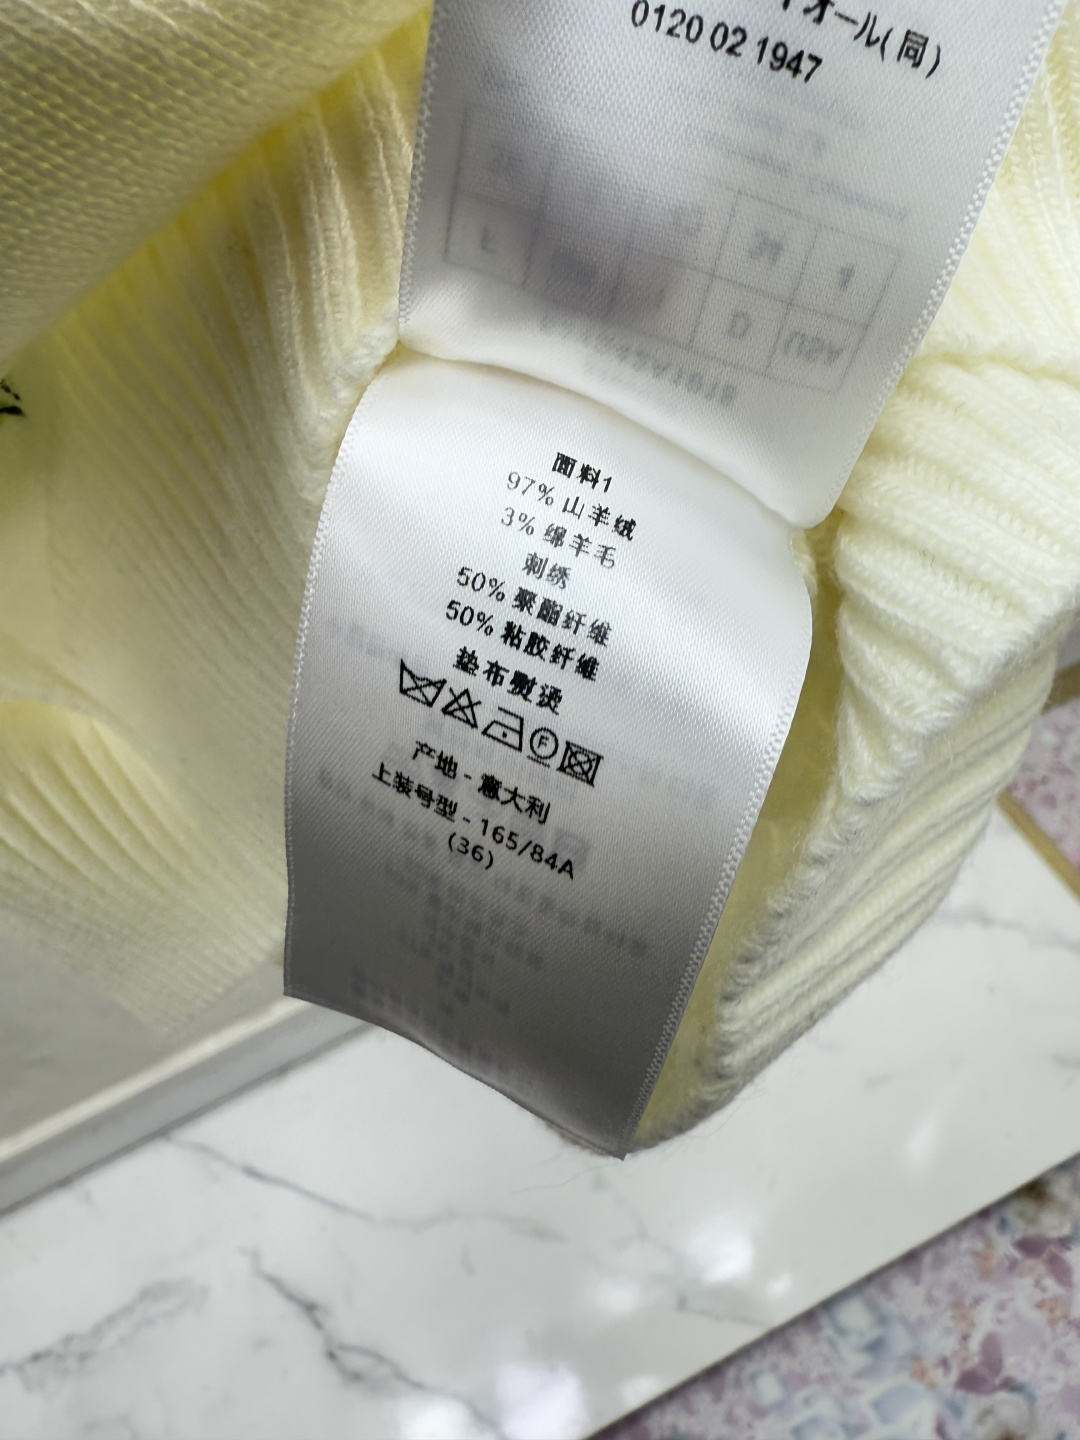 オール(同)
0120 02 1947
面料1
97% 山羊绒
3% 绵羊毛
刺绣
50% 聚酯纤维
50% 粘胶纤维
垫布熨烫
F
产地 - 意大利
上装号型 - 165/84A
(36)